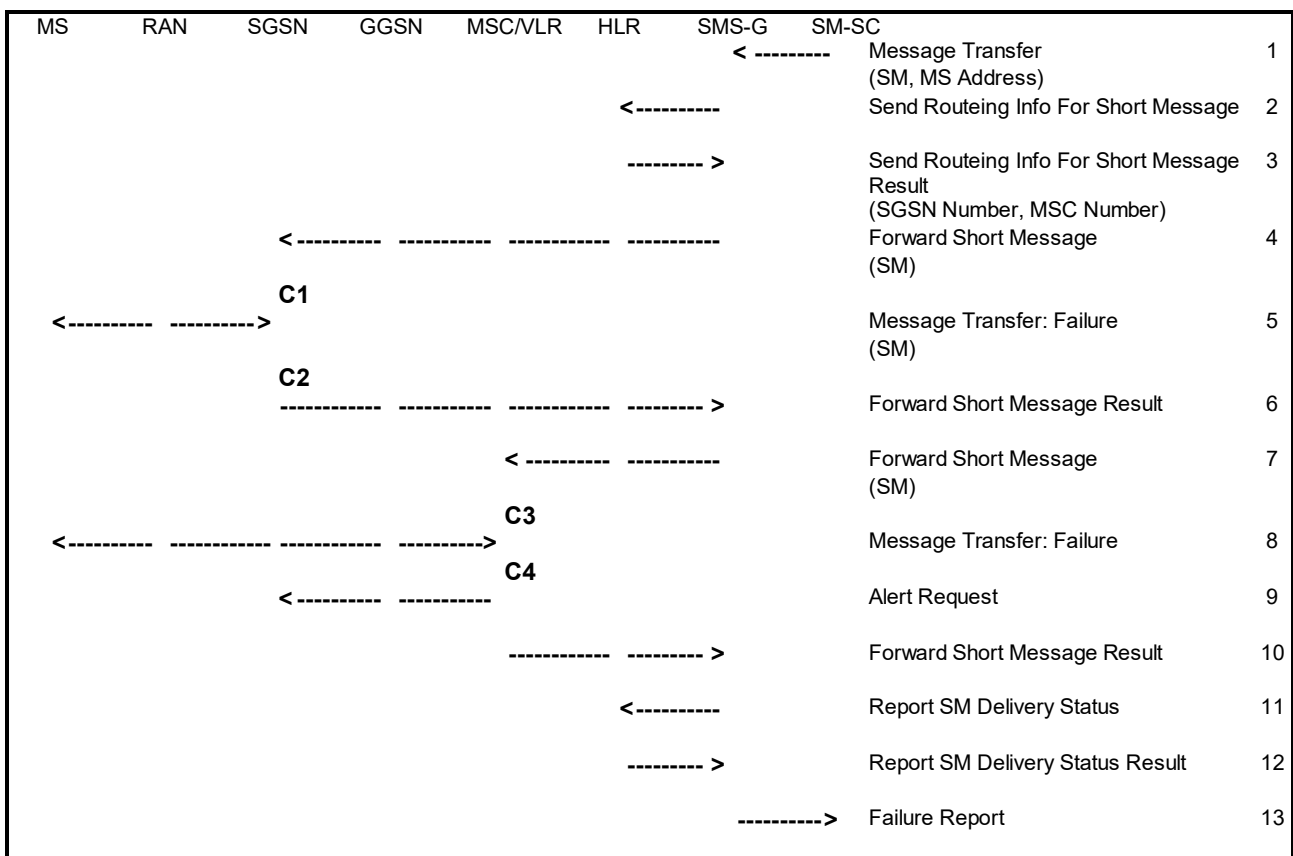 MS RAN SGSN GGSN MSC/VLR HLR SMS-G SM-SC
Message Transfer 1
(SM, MS Address)
Send Routeing Info For Short Message 2
Send Routeing Info For Short Message 3
Result
(SGSN Number, MSC Number)
Forward Short Message 4
(SM)
C1
Message Transfer: Failure 5
(SM)
C2
Forward Short Message Result 6
Forward Short Message 7
(SM)
C3
Message Transfer: Failure 8
C4
Alert Request 9
Forward Short Message Result 10
Report SM Delivery Status 11
Report SM Delivery Status Result 12
Failure Report 13